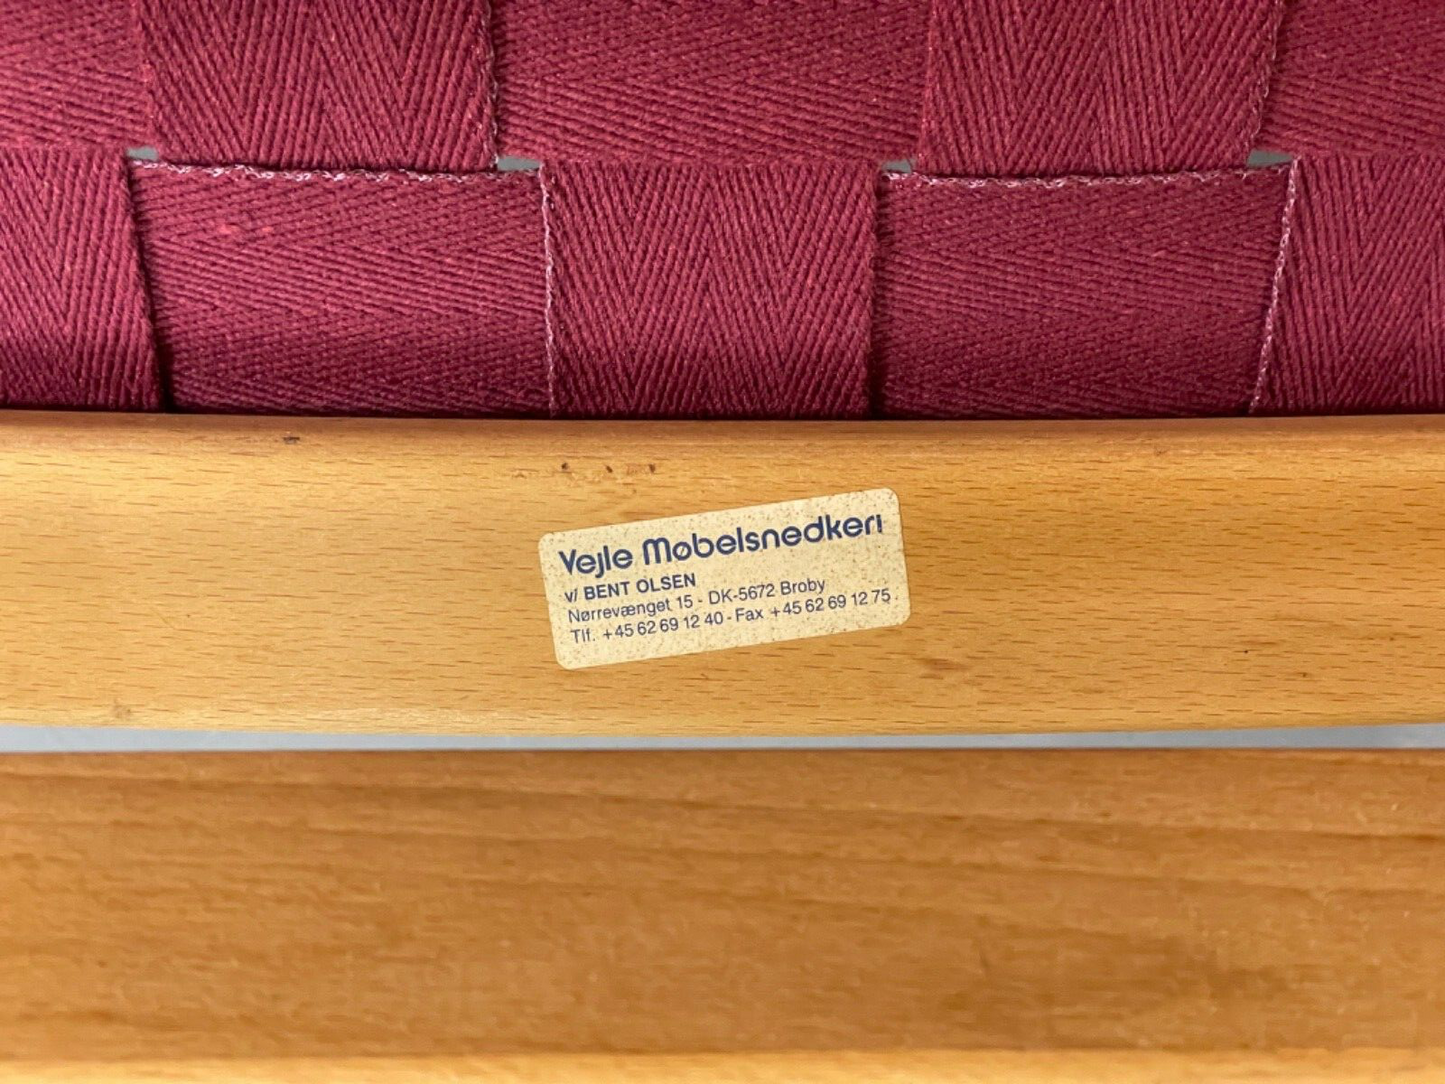 Vejle Møbelsnedkeri
v/ BENT OLSEN
Nørrevænget 15 - DK-5672 Broby
Tlf. +45 62 69 12 40 - Fax +45 62 69 12 75